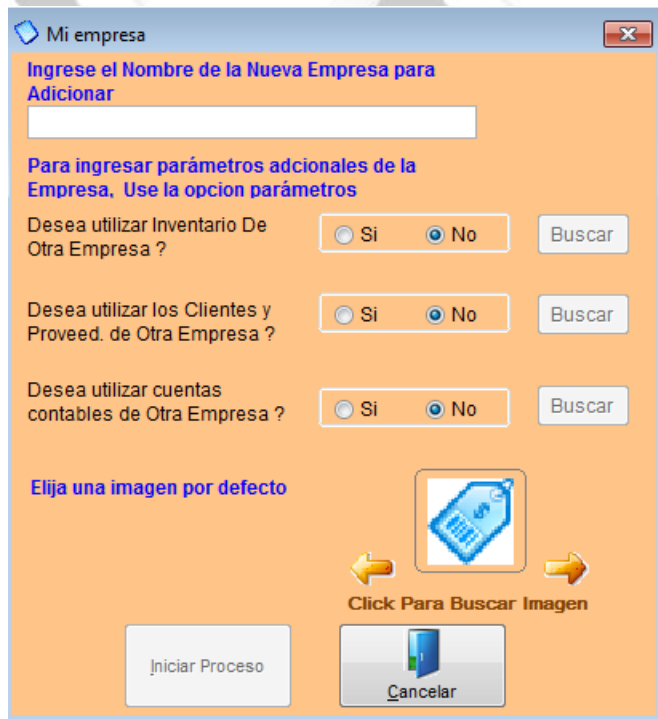 Mi empresa
Ingrese el Nombre de la Nueva Empresa para
Adicionar
Para ingresar parámetros adcionales de la
Empresa, Use la opcion parámetros
Desea utilizar Inventario De
Otra Empresa ?
Si No Buscar
Desea utilizar los Clientes y
Proveed. de Otra Empresa ?
Si No Buscar
Desea utilizar cuentas
contables de Otra Empresa ?
Si No Buscar
Elija una imagen por defecto
Click Para Buscar Imagen
Iniciar Proceso
Cancelar